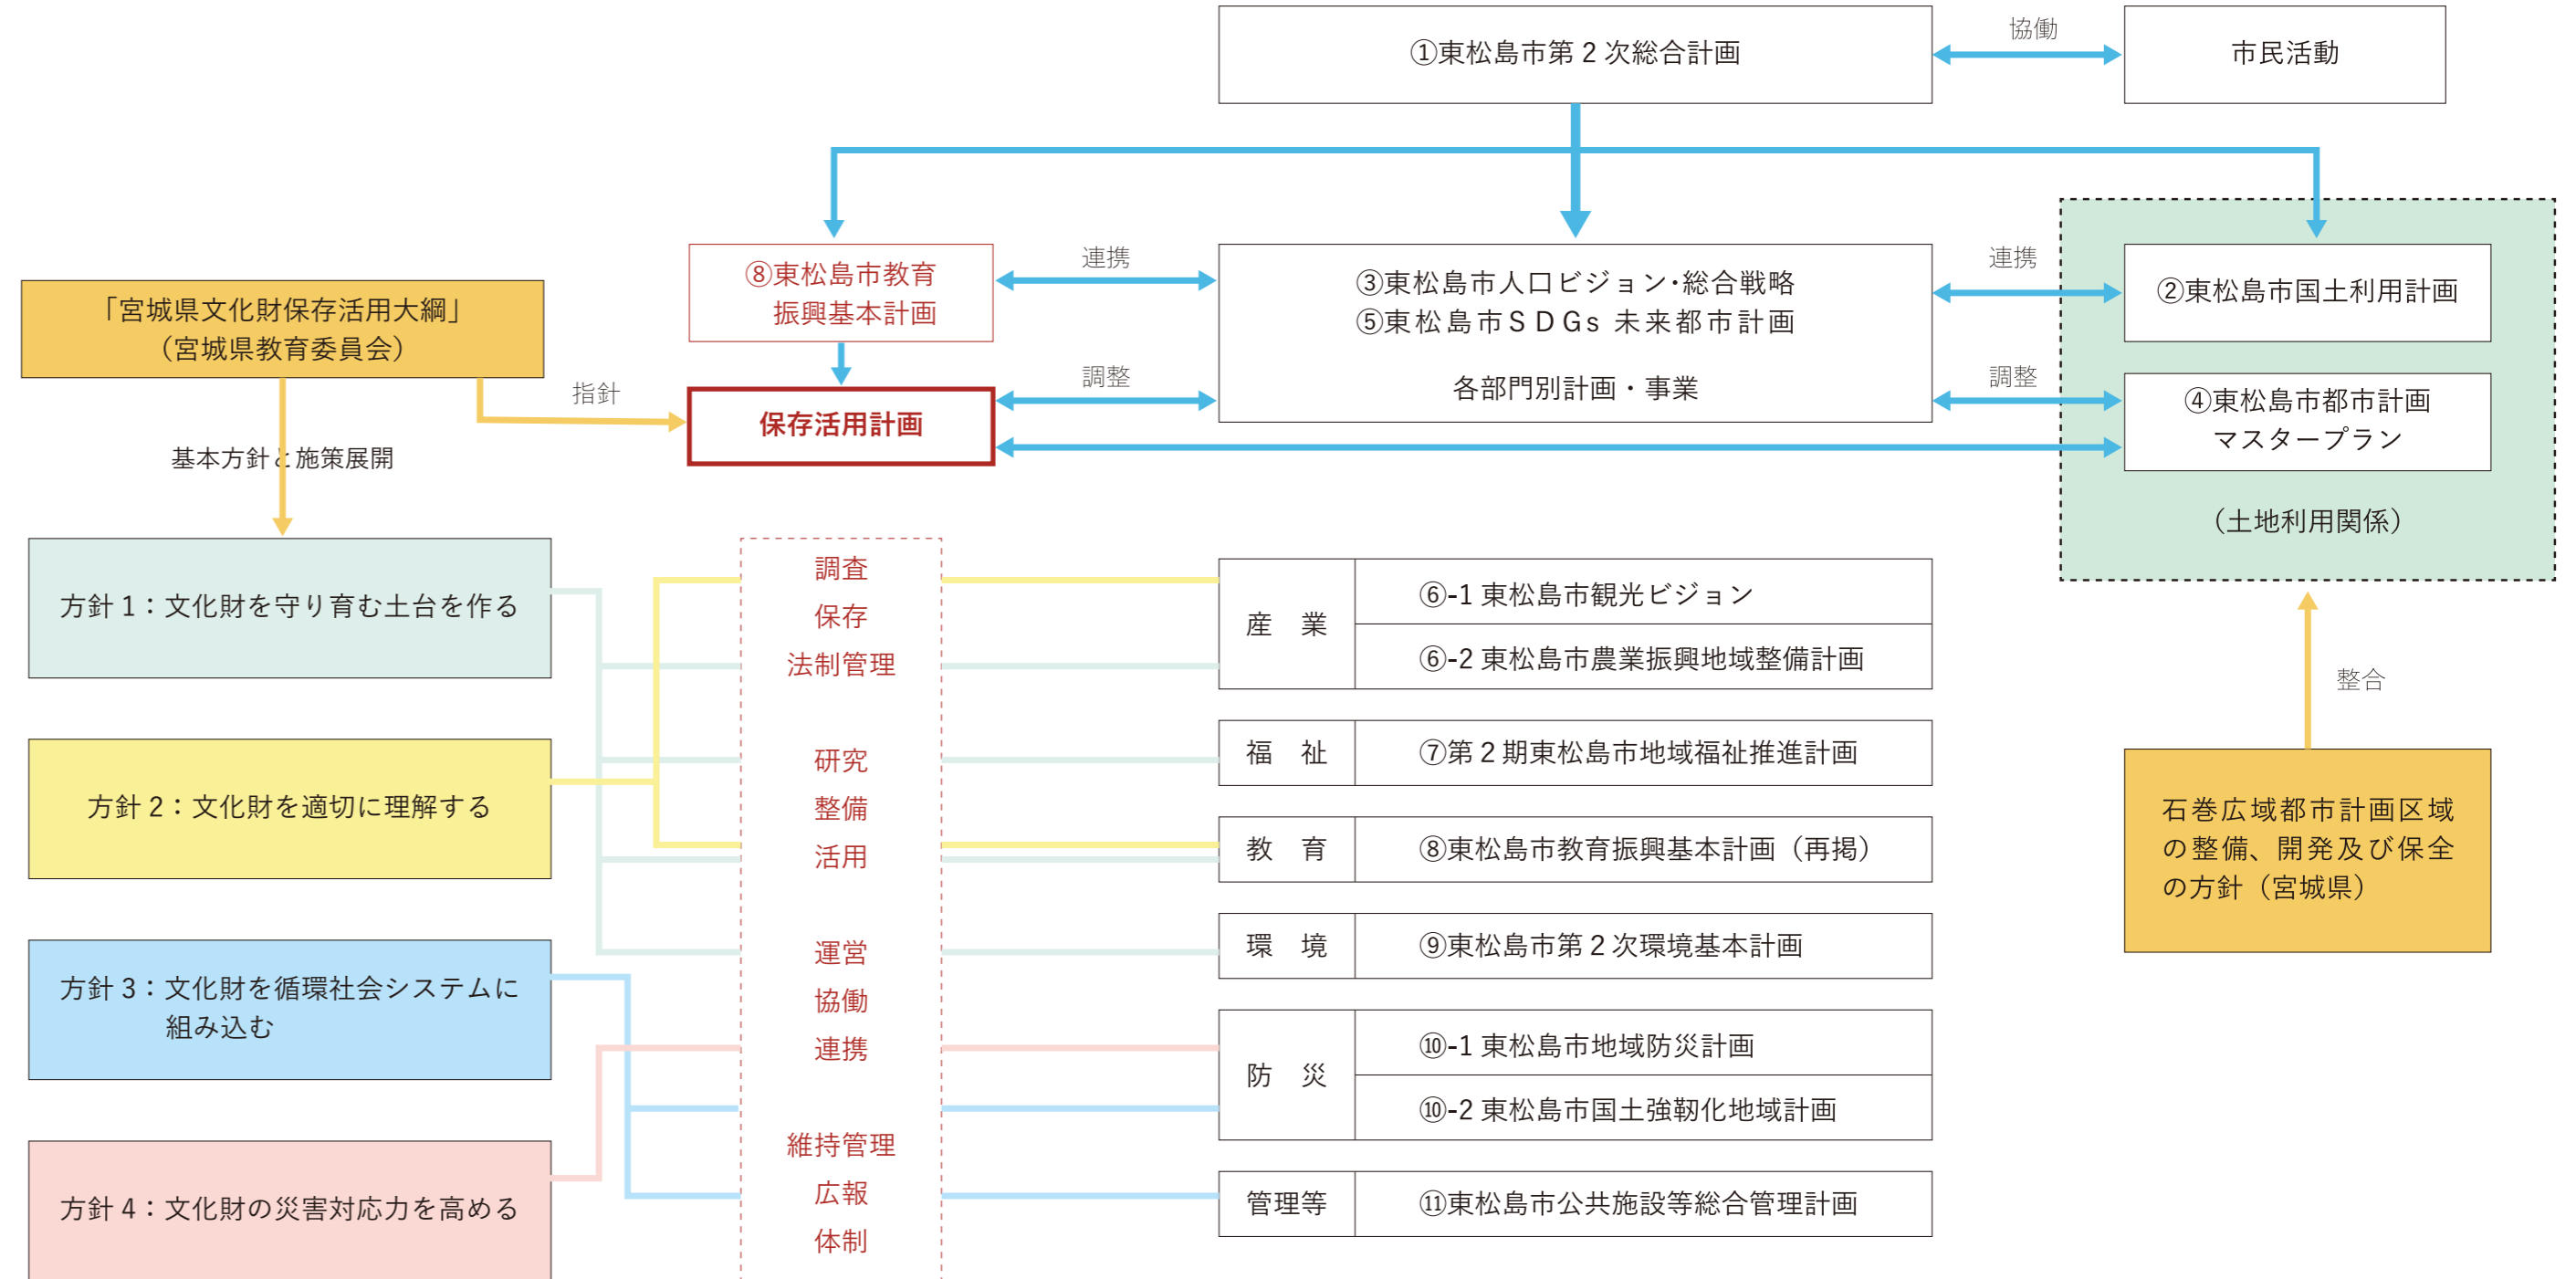 ①東松島市第２次総合計画
協働
市民活動
⑧東松島市教育
振興基本計画
連携
③東松島市人口ビジョン･総合戦略
⑤東松島市ＳＤＧｓ 未来都市計画
各部門別計画・事業
連携
②東松島市国土利用計画
「宮城県文化財保存活用大綱」
（宮城県教育委員会）
指針
保存活用計画
調整
調整
④東松島市都市計画
マスタープラン
（土地利用関係）
基本方針と施策展開
方針 1：文化財を守り育む土台を作る
方針 2：文化財を適切に理解する
方針 3：文化財を循環社会システムに
組み込む
方針 4：文化財の災害対応力を高める
調査
保存
法制管理
研究
整備
活用
運営
協働
連携
維持管理
広報
体制
産　業
⑥-1 東松島市観光ビジョン
⑥-2 東松島市農業振興地域整備計画
福　祉
⑦第２期東松島市地域福祉推進計画
教　育
⑧東松島市教育振興基本計画（再掲）
環　境
⑨東松島市第２次環境基本計画
防　災
⑩-1 東松島市地域防災計画
⑩-2 東松島市国土強靭化地域計画
管理等
⑪東松島市公共施設等総合管理計画
整合
石巻広域都市計画区域
の整備、開発及び保全
の方針（宮城県）